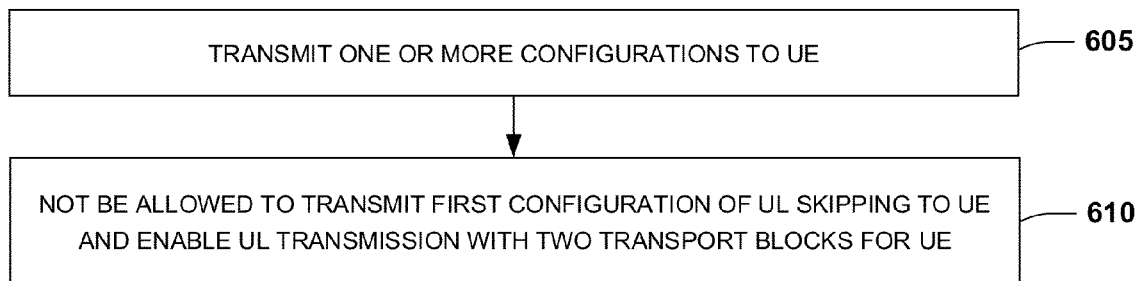 TRANSMIT ONE OR MORE CONFIGURATIONS TO UE
605
NOT BE ALLOWED TO TRANSMIT FIRST CONFIGURATION OF UL SKIPPING TO UE
AND ENABLE UL TRANSMISSION WITH TWO TRANSPORT BLOCKS FOR UE
610